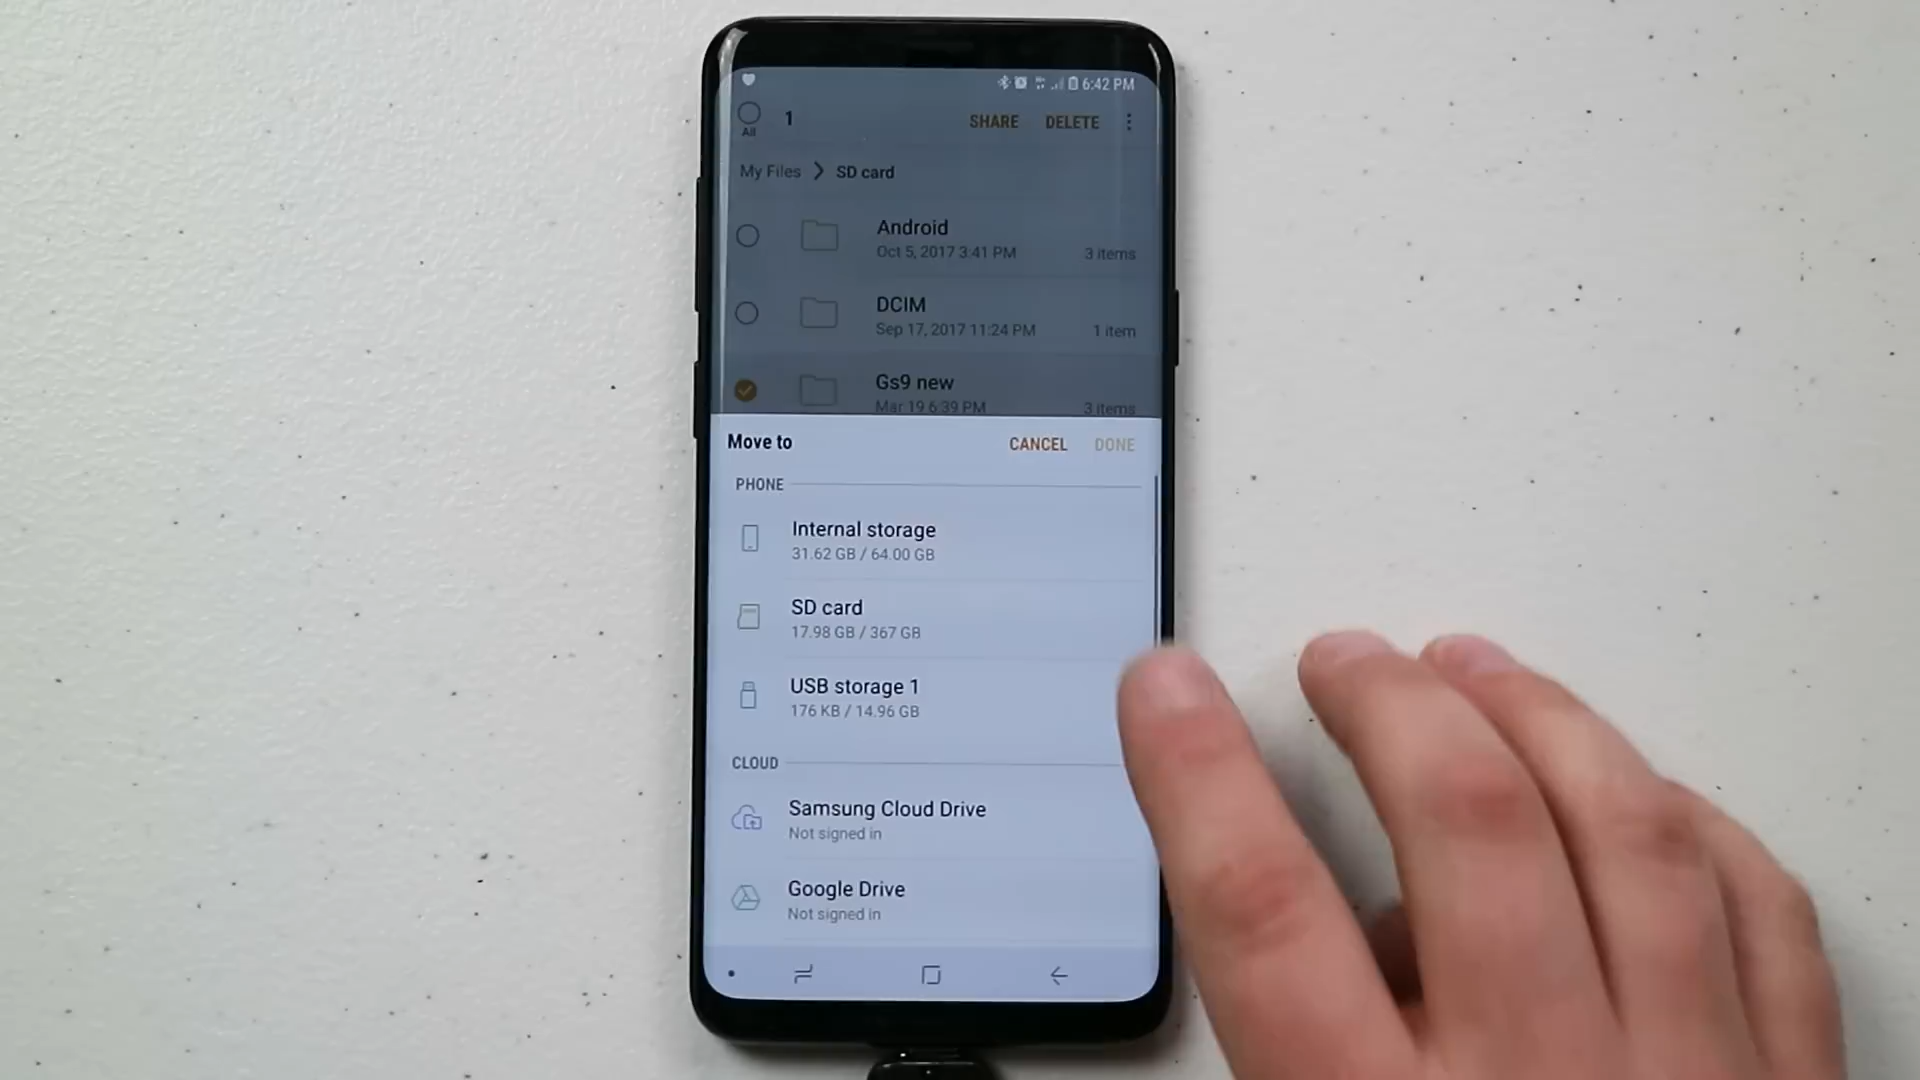 6:42 PM
All
1
SHARE
DELETE
My Files
SD card
Android
Oct 5, 2017 3:41 PM
3 items
DCIM
Sep 17, 2017 11:24 PM
1 item
Gs9 new
Mar 19 6:39 PM
3 items
Move to
CANCEL
DONE
PHONE
Internal storage
31.62 GB / 64.00 GB
SD card
17.98 GB / 367 GB
USB storage 1
176 KB / 14.96 GB
CLOUD
Samsung Cloud Drive
Not signed in
Google Drive
Not signed in